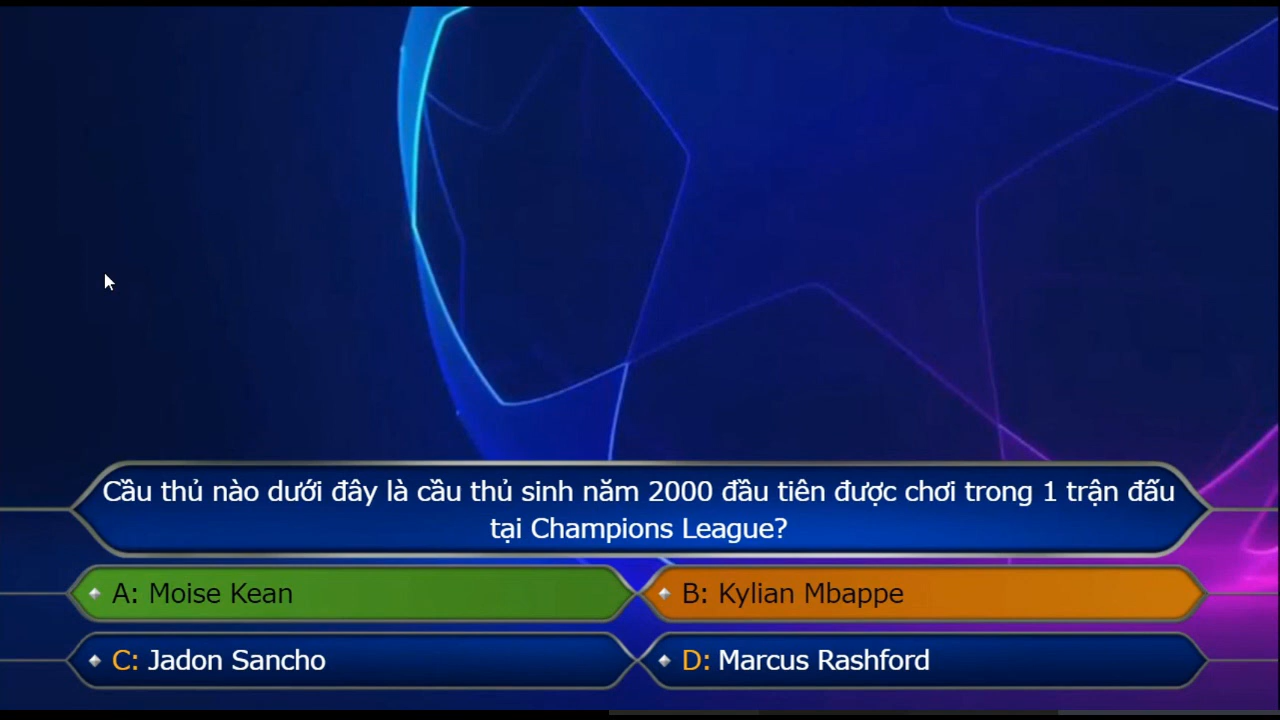 Cầu thủ nào dưới đây là cầu thủ sinh năm 2000 đầu tiên được chơi trong 1 trận đấu
tại Champions League?
A: Moise Kean
B: Kylian Mbappe
C: Jadon Sancho
D: Marcus Rashford